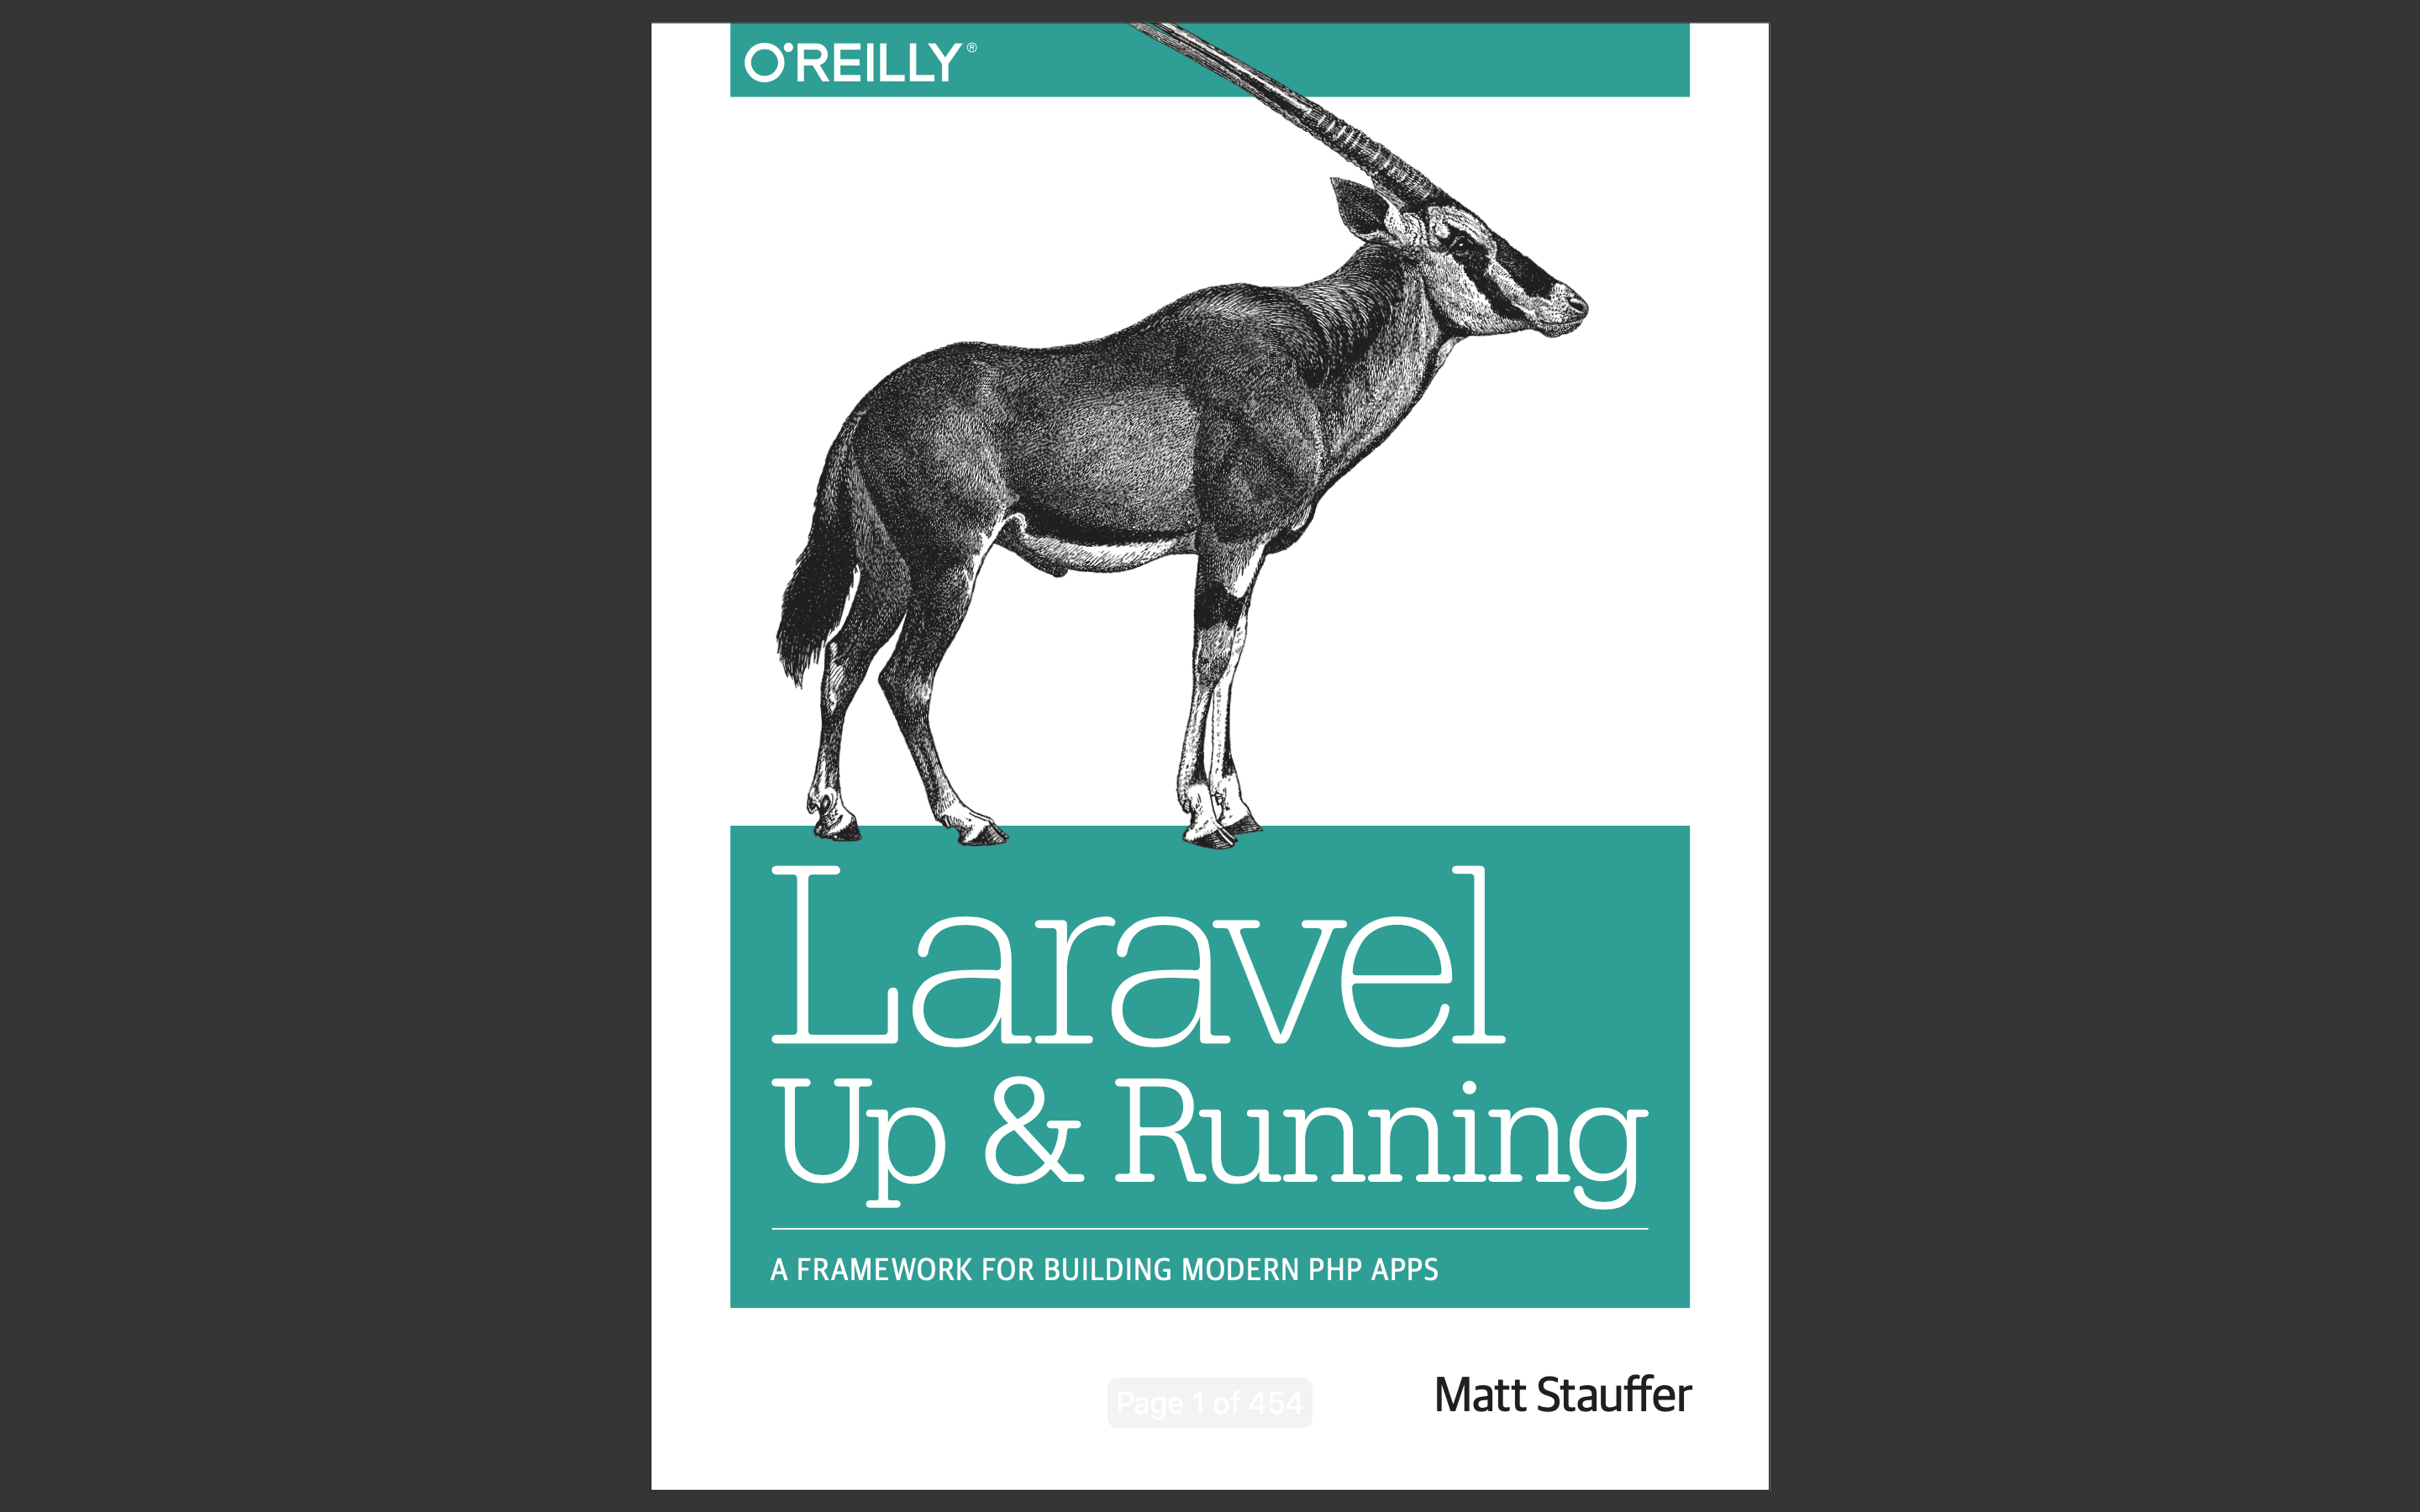 O'REILLY®
Laravel
Up & Running
A FRAMEWORK FOR BUILDING MODERN PHP APPS
Page 1 of 454
Matt Stauffer